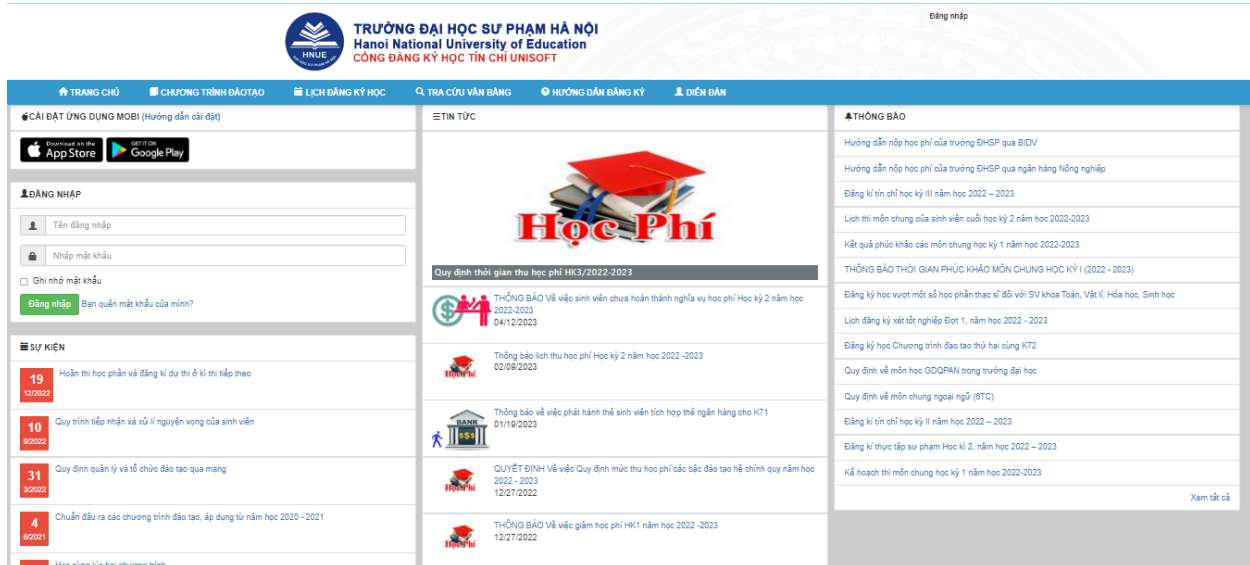 Đăng nhập
HNUE
TRƯỜNG ĐẠI HỌC SƯ PHẠM HÀ NỘI
Hanoi National University of Education
CỔNG ĐĂNG KÝ HỌC TÍN CHỈ UNISOFT
TRANG CHỦ
CHƯƠNG TRÌNH ĐÀOTẠO
LỊCH ĐĂNG KÝ HỌC
TRA CỨU VĂN BẰNG
HƯỚNG DẪN ĐĂNG KÝ
DIỄN ĐÀN
CÀI ĐẶT ỨNG DỤNG MOBI (Hướng dẫn cài đặt)
Download on the
App Store
GET IT ON
Google Play
ĐĂNG NHẬP
Tên đăng nhập
Nhập mật khẩu
Ghi nhớ mật khẩu
Đăng nhập Bạn quên mật khẩu của mình?
SỰ KIỆN
19
12/2022
Hoãn thi học phần và đăng kí dự thi ở kì thi tiếp theo
10
9/2022
Quy trình tiếp nhận và xử lí nguyện vọng của sinh viên
31
3/2022
Quy định quản lý và tổ chức đào tạo qua mạng
4
6/2021
Chuẩn đầu ra các chương trình đào tạo, áp dụng từ năm học 2020 - 2021
Học cùng lúc hai chương trình
TIN TỨC
Học Phí
Quy định thời gian thu học phí HK3/2022-2023
THÔNG BÁO Về việc sinh viên chưa hoàn thành nghĩa vụ học phí Học kỳ 2 năm học
2022-2023
04/12/2023
Học Phí
Thông báo lịch thu học phí Học kỳ 2 năm học 2022 -2023
02/09/2023
BANK
$$$
Thông báo về việc phát hành thẻ sinh viên tích hợp thẻ ngân hàng cho K71
01/19/2023
Học Phí
QUYẾT ĐỊNH Về việc Quy định mức thu học phí các bậc đào tạo hệ chính quy năm học
2022 - 2023
12/27/2022
Học Phí
THÔNG BÁO Về việc giảm học phí HK1 năm học 2022 -2023
12/27/2022
THÔNG BÁO
Hướng dẫn nộp học phí của trường ĐHSP qua BIDV
Hướng dẫn nộp học phí của trường ĐHSP qua ngân hàng Nông nghiệp
Đăng kí tín chỉ học kỳ III năm học 2022 – 2023
Lịch thi môn chung của sinh viên cuối học kỳ 2 năm học 2022-2023
Kết quả phúc khảo các môn chung học kỳ 1 năm học 2022-2023
THÔNG BÁO THỜI GIAN PHÚC KHẢO MÔN CHUNG HỌC KỲ I (2022 - 2023)
Đăng ký học vượt một số học phần thạc sĩ đối với SV khoa Toán, Vật lí, Hóa học, Sinh học
Lịch đăng ký xét tốt nghiệp Đợt 1, năm học 2022 - 2023
Đăng ký học Chương trình đạo tạo thứ hai cùng K72
Quy định về môn học GDQPAN trong trường đại học
Quy định về môn chung ngoại ngữ (6TC)
Đăng kí tín chỉ học kỳ II năm học 2022 – 2023
Đăng kí thực tập sư phạm Học kì 2, năm học 2022 – 2023
Kế hoạch thi môn chung học kỳ 1 năm học 2022-2023
Xem tất cả